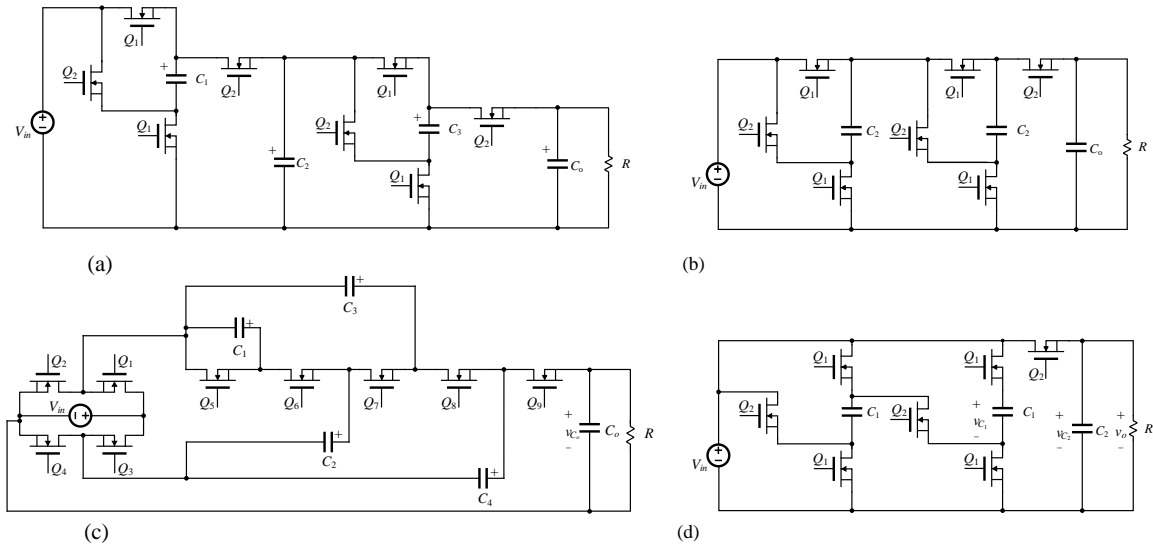 Q1
Q2
+
C1
Q2
Q1
Vin
+
C2
Q1
Q2
+
C3
Q2
Q1
+
Co
R
(a)
Q1
Q1
Q2
Q2
C2
Q2
C2
Q1
Q1
Co
R
Vin
(b)
C3
+
C1
+
Q2
Q1
Vin
Q5
Q6
Q7
Q8
Q9
C2
+
Q4
Q3
C4
+
+
vCo
−
Co
R
(c)
Q1
Q1
Q2
Q2
C1
Q2
+
vC1
−
C1
Q1
Q1
Vin
+
vC2
−
C2
+
vo
−
R
(d)